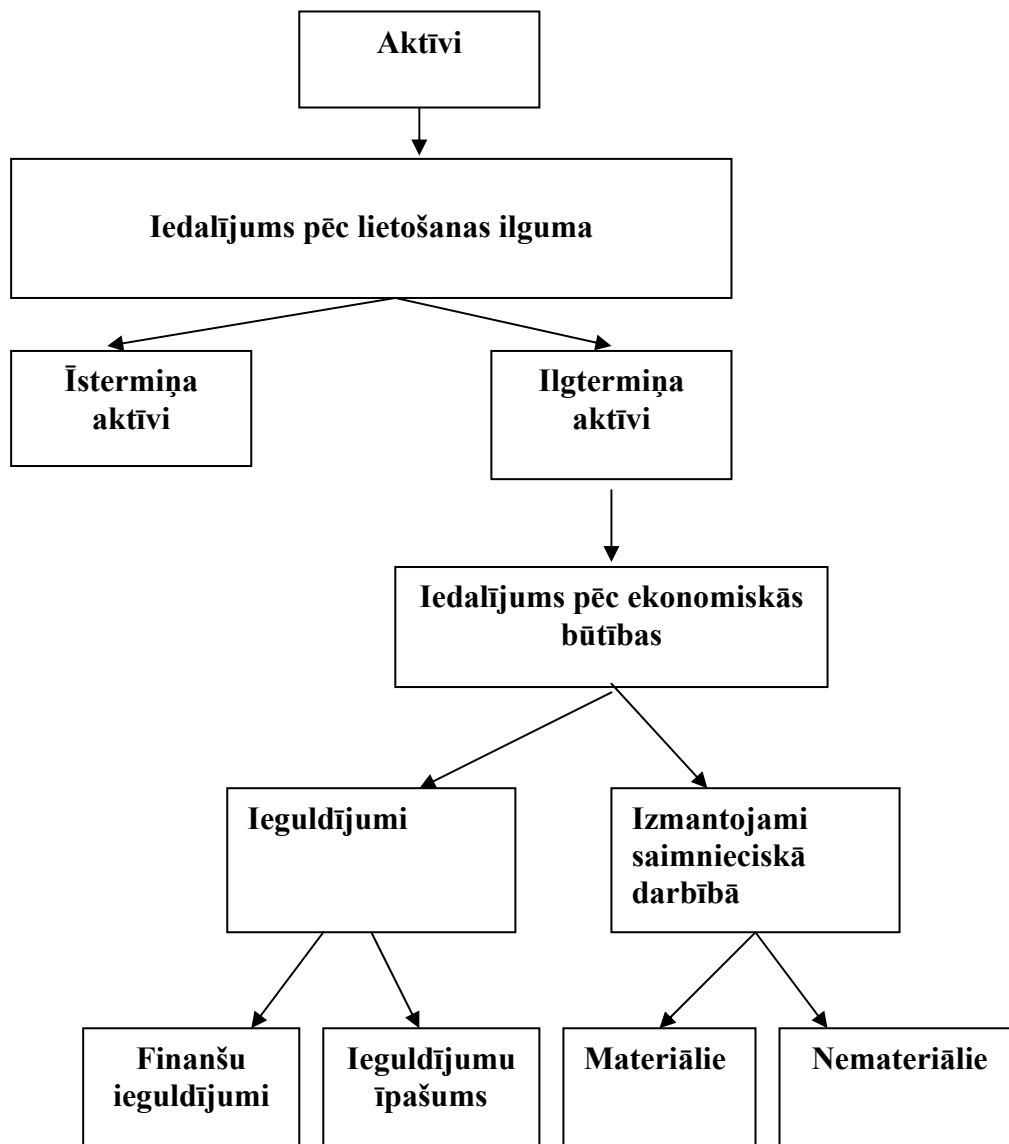 Aktīvi
Iedalījums pēc lietošanas ilguma
Īstermiņa
aktīvi
Ilgtermiņa
aktīvi
Iedalījums pēc ekonomiskās
būtības
Ieguldījumi
Izmantojami
saimnieciskā
darbībā
Finanšu
ieguldījumi
Ieguldījumu
īpašums
Materiālie
Nemateriālie